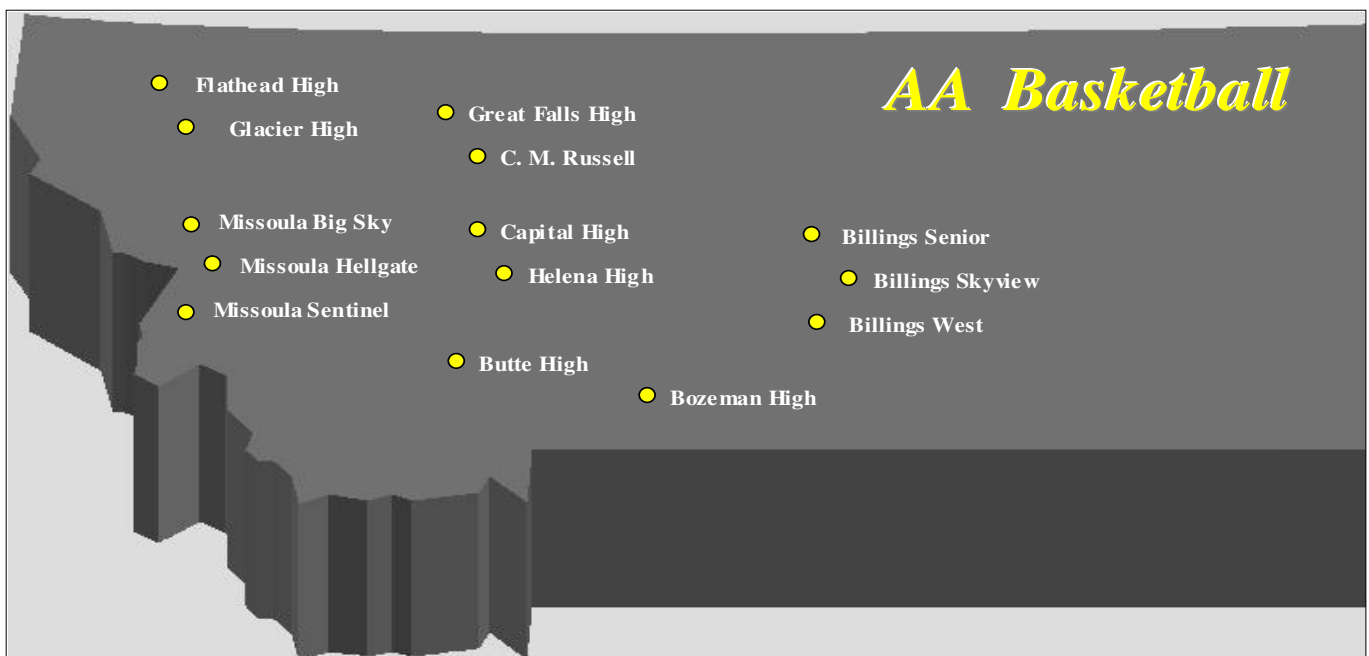 AA Basketball
Flathead High
Glacier High
Great Falls High
C. M. Russell
Missoula Big Sky
Missoula Hellgate
Missoula Sentinel
Capital High
Helena High
Billings Senior
Billings Skyview
Billings West
Butte High
Bozeman High